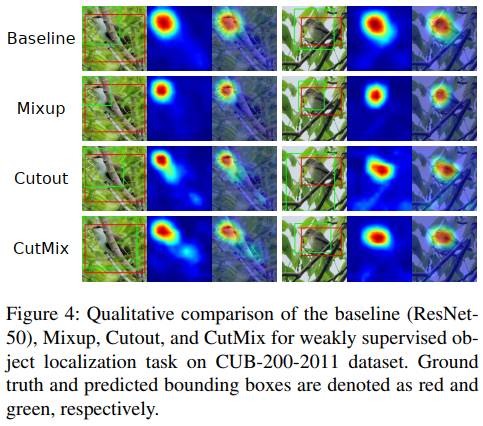 Baseline
Mixup
Cutout
CutMix
Figure 4: Qualitative comparison of the baseline (ResNet-
50), Mixup, Cutout, and CutMix for weakly supervised ob-
ject localization task on CUB-200-2011 dataset. Ground
truth and predicted bounding boxes are denoted as red and
green, respectively.